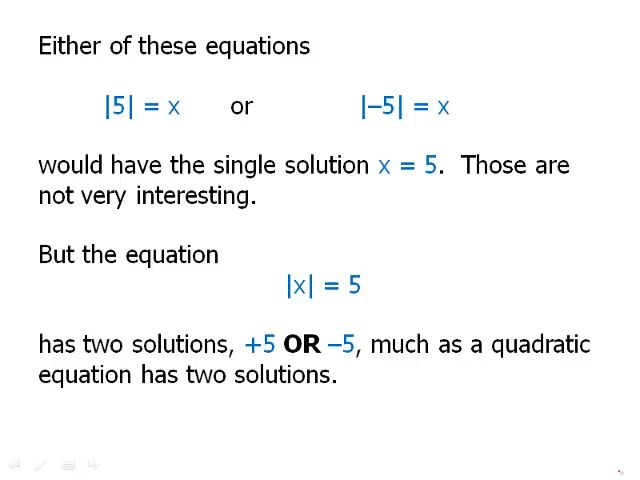 Either of these equations
|5| = x or |–5| = x
would have the single solution x = 5. Those are
not very interesting.
But the equation
|x| = 5
has two solutions, +5 OR –5, much as a quadratic
equation has two solutions.